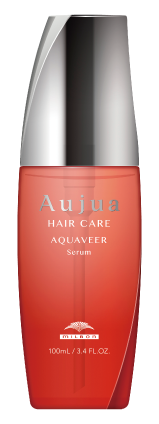 Aujua
HAIR CARE
AQUAVEER
Serum
MILBON
100mL / 3.4 FL.OZ.